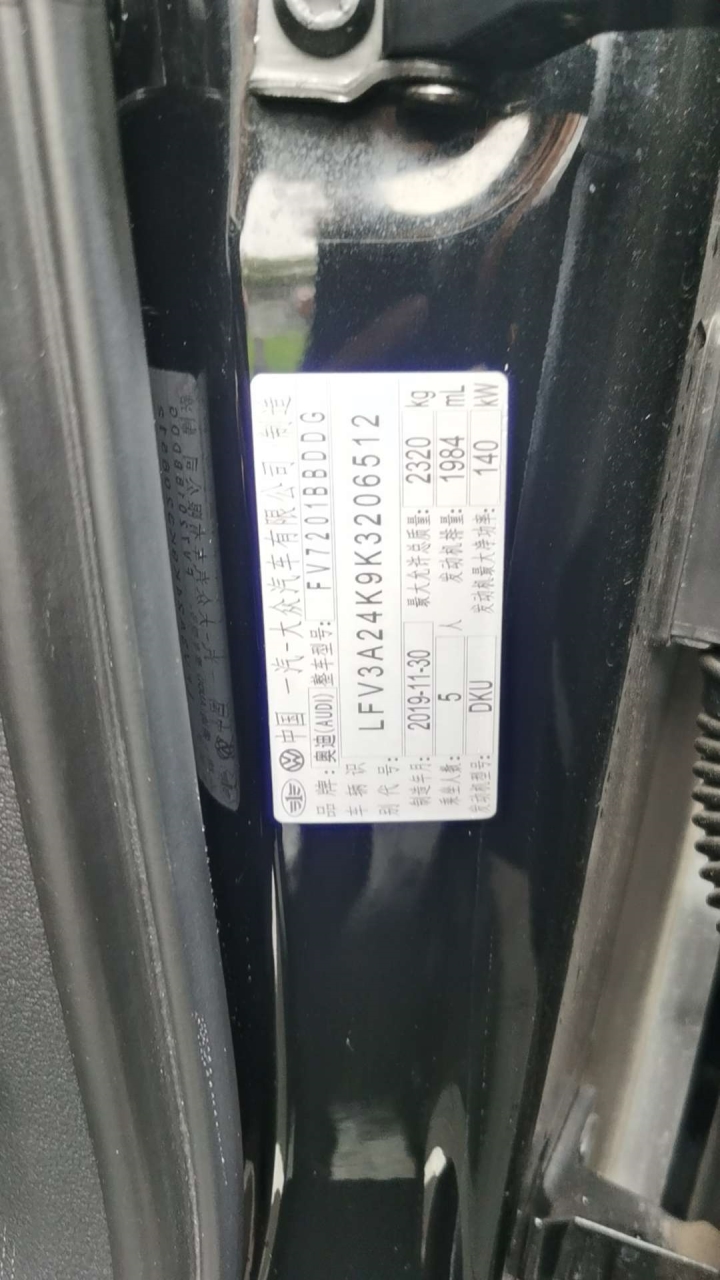 中国 一汽-大众汽车有限公司 制造
品牌: 奥迪(AUDI) 整车型号: FV7201BBDDG
车辆识别代号: LFV3A24K9K3206512
制造年月: 2019-11-30 最大允许总质量: 2320 kg
乘坐人数: 5 人 发动机排量: 1984 mL
发动机型号: DKU 发动机最大净功率: 140 kW